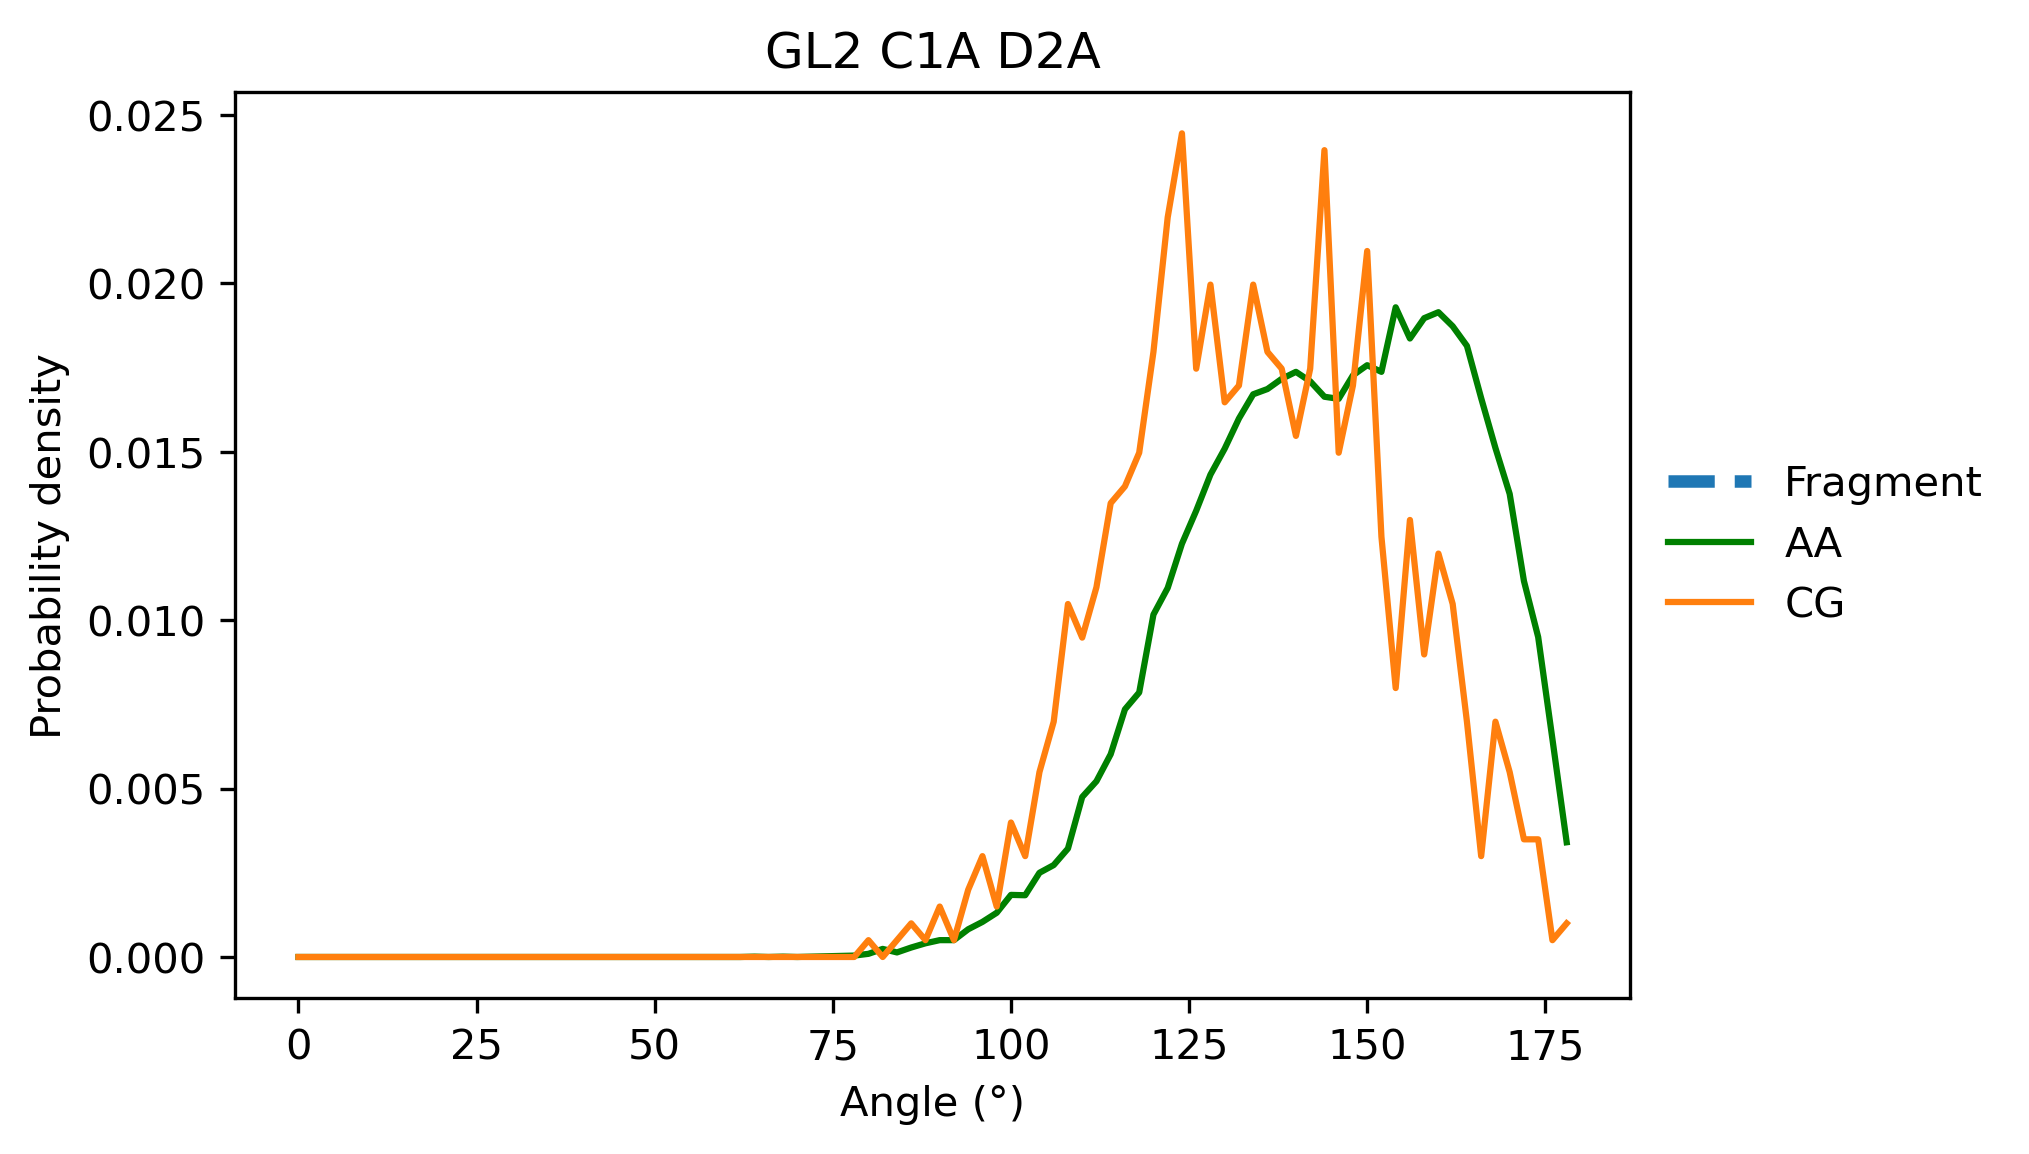 GL2 C1A D2A
0.025
0.020
0.015
0.010
0.005
0.000
Probability density
0 25 50 75 100 125 150 175
Angle (°)
Fragment
AA
CG